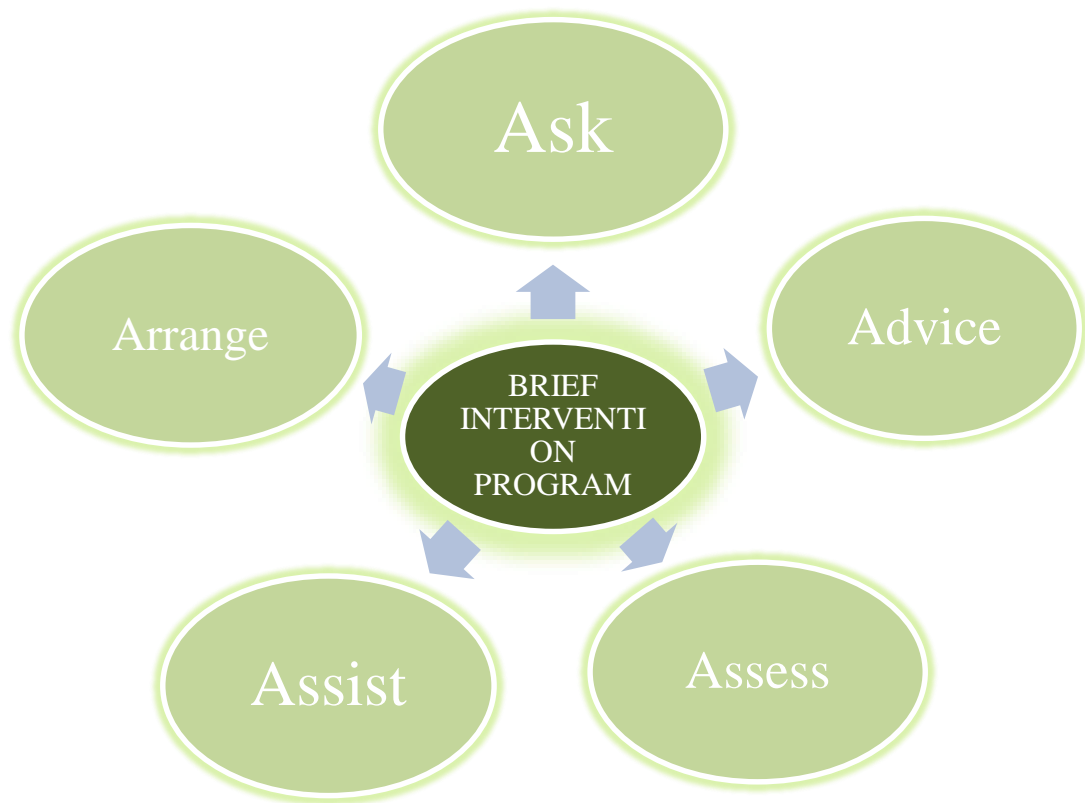 Ask
Advice
Assess
Assist
Arrange
BRIEF
INTERVENTI
ON
PROGRAM